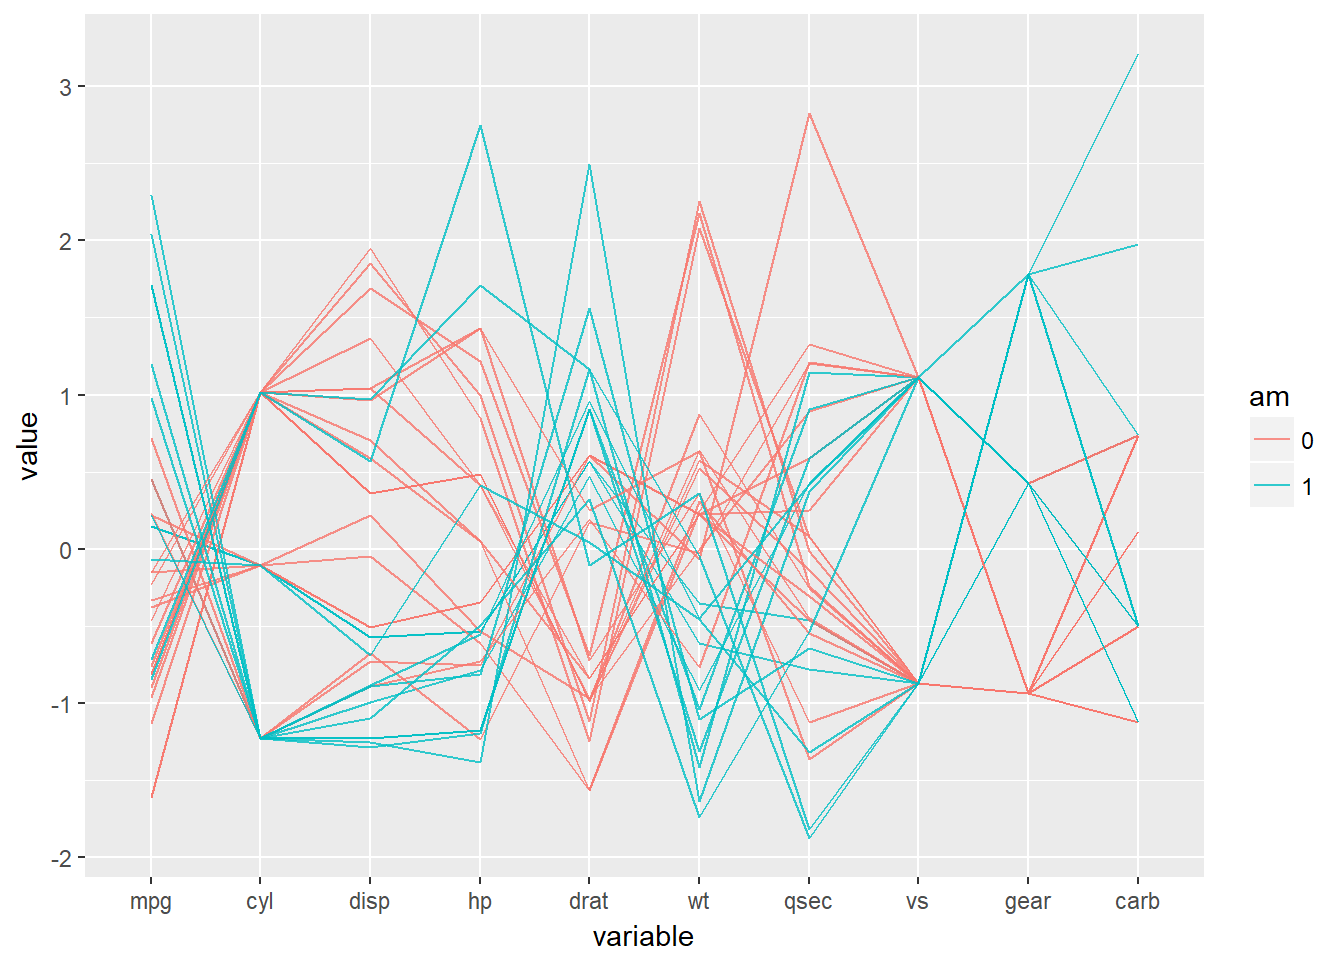 3
2
1
0
-1
-2
value
mpg cyl disp hp drat wt qsec vs gear carb
variable
am
0
1